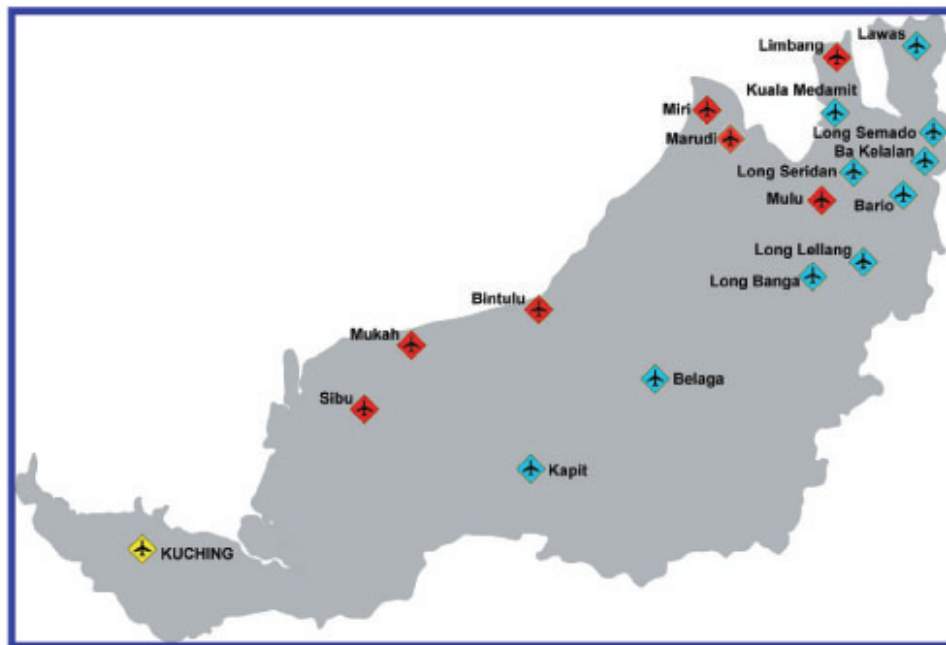 Lawas
Limbang
Kuala Medamit
Miri
Long Semado
Marudi
Ba Kelalan
Long Seridan
Mulu
Bario
Long Lellang
Long Banga
Bintulu
Mukah
Belaga
Sibu
Kapit
KUCHING